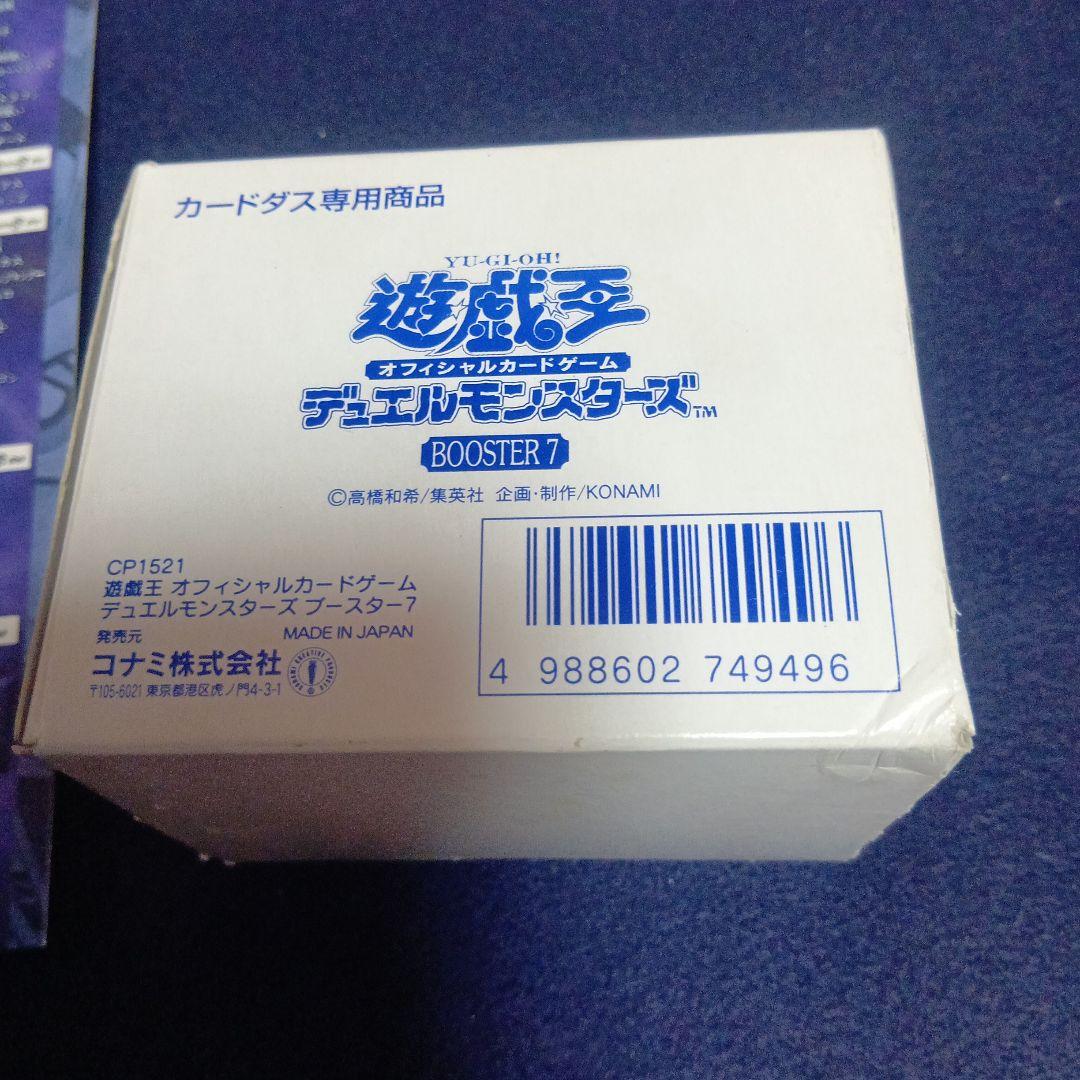 カードダス専用商品
YU-GI-OH!
遊戯王
オフィシャルカードゲーム
デュエルモンスターズ™
BOOSTER 7
©高橋和希/集英社 企画・制作/KONAMI
CP1521
遊戯王 オフィシャルカードゲーム
デュエルモンスターズ ブースター7
発売元 MADE IN JAPAN
コナミ株式会社
〒105-6021 東京都港区虎ノ門4-3-1
4 988602 749496